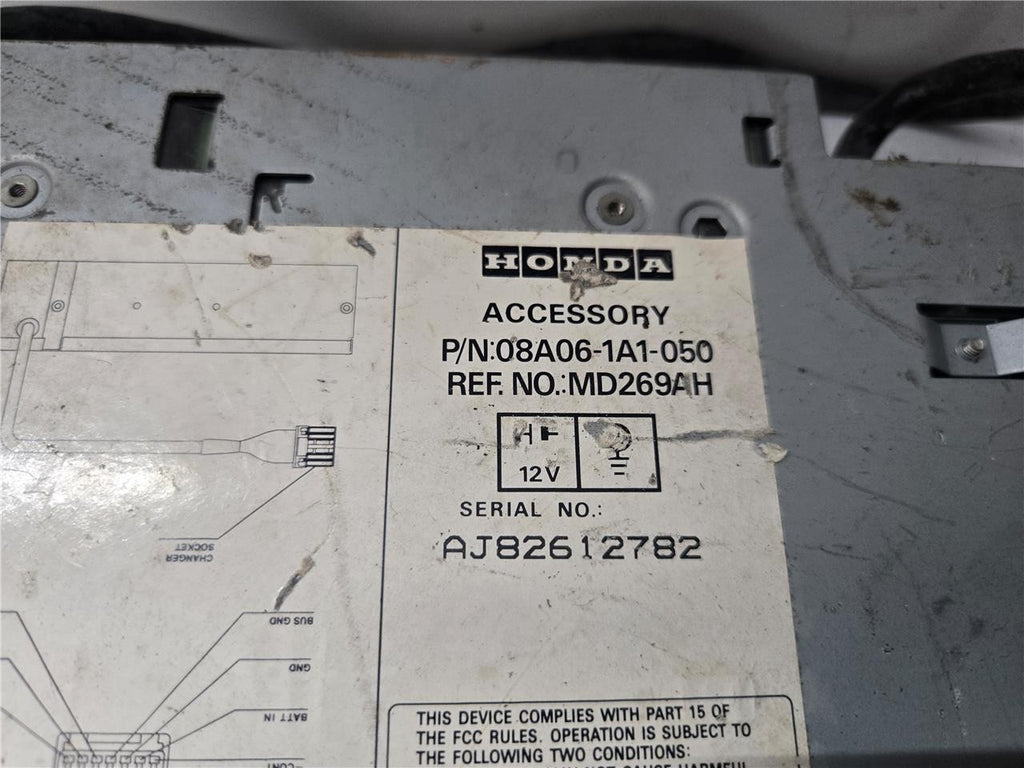 HONDA
ACCESSORY
P/N:08A06-1A1-050
REF. NO.:MD269AH
12V
SERIAL NO.:
AJ82612782
CHANGER
SOCKET
BUS GND
GND
BATT IN
THIS DEVICE COMPLIES WITH PART 15 OF
THE FCC RULES. OPERATION IS SUBJECT TO
THE FOLLOWING TWO CONDITIONS: